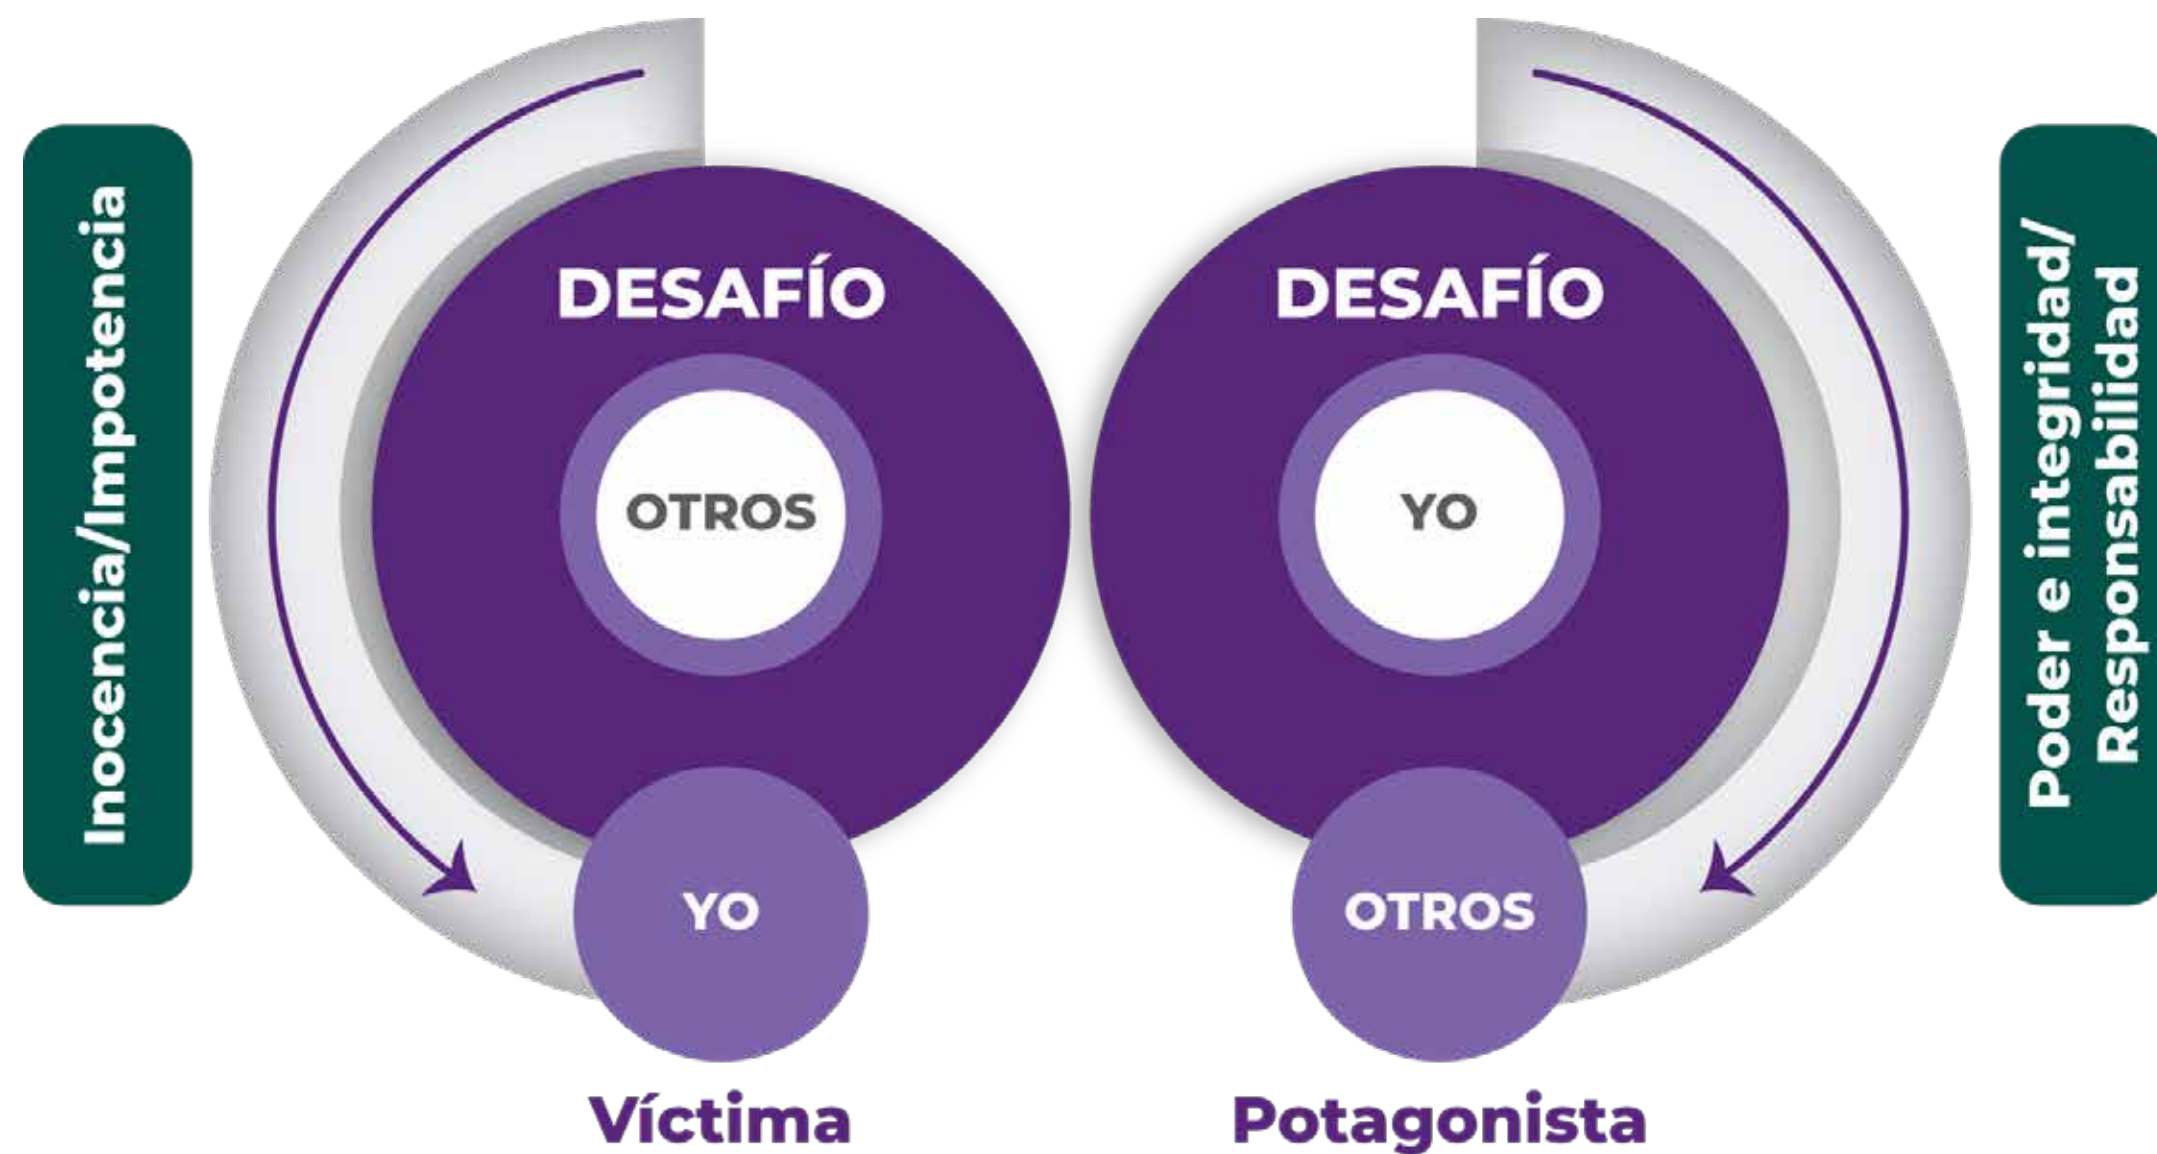 Inocencia/Impotencia
DESAFÍO
OTROS
YO
Víctima
DESAFÍO
YO
OTROS
Potagonista
Poder e integridad/
Responsabilidad